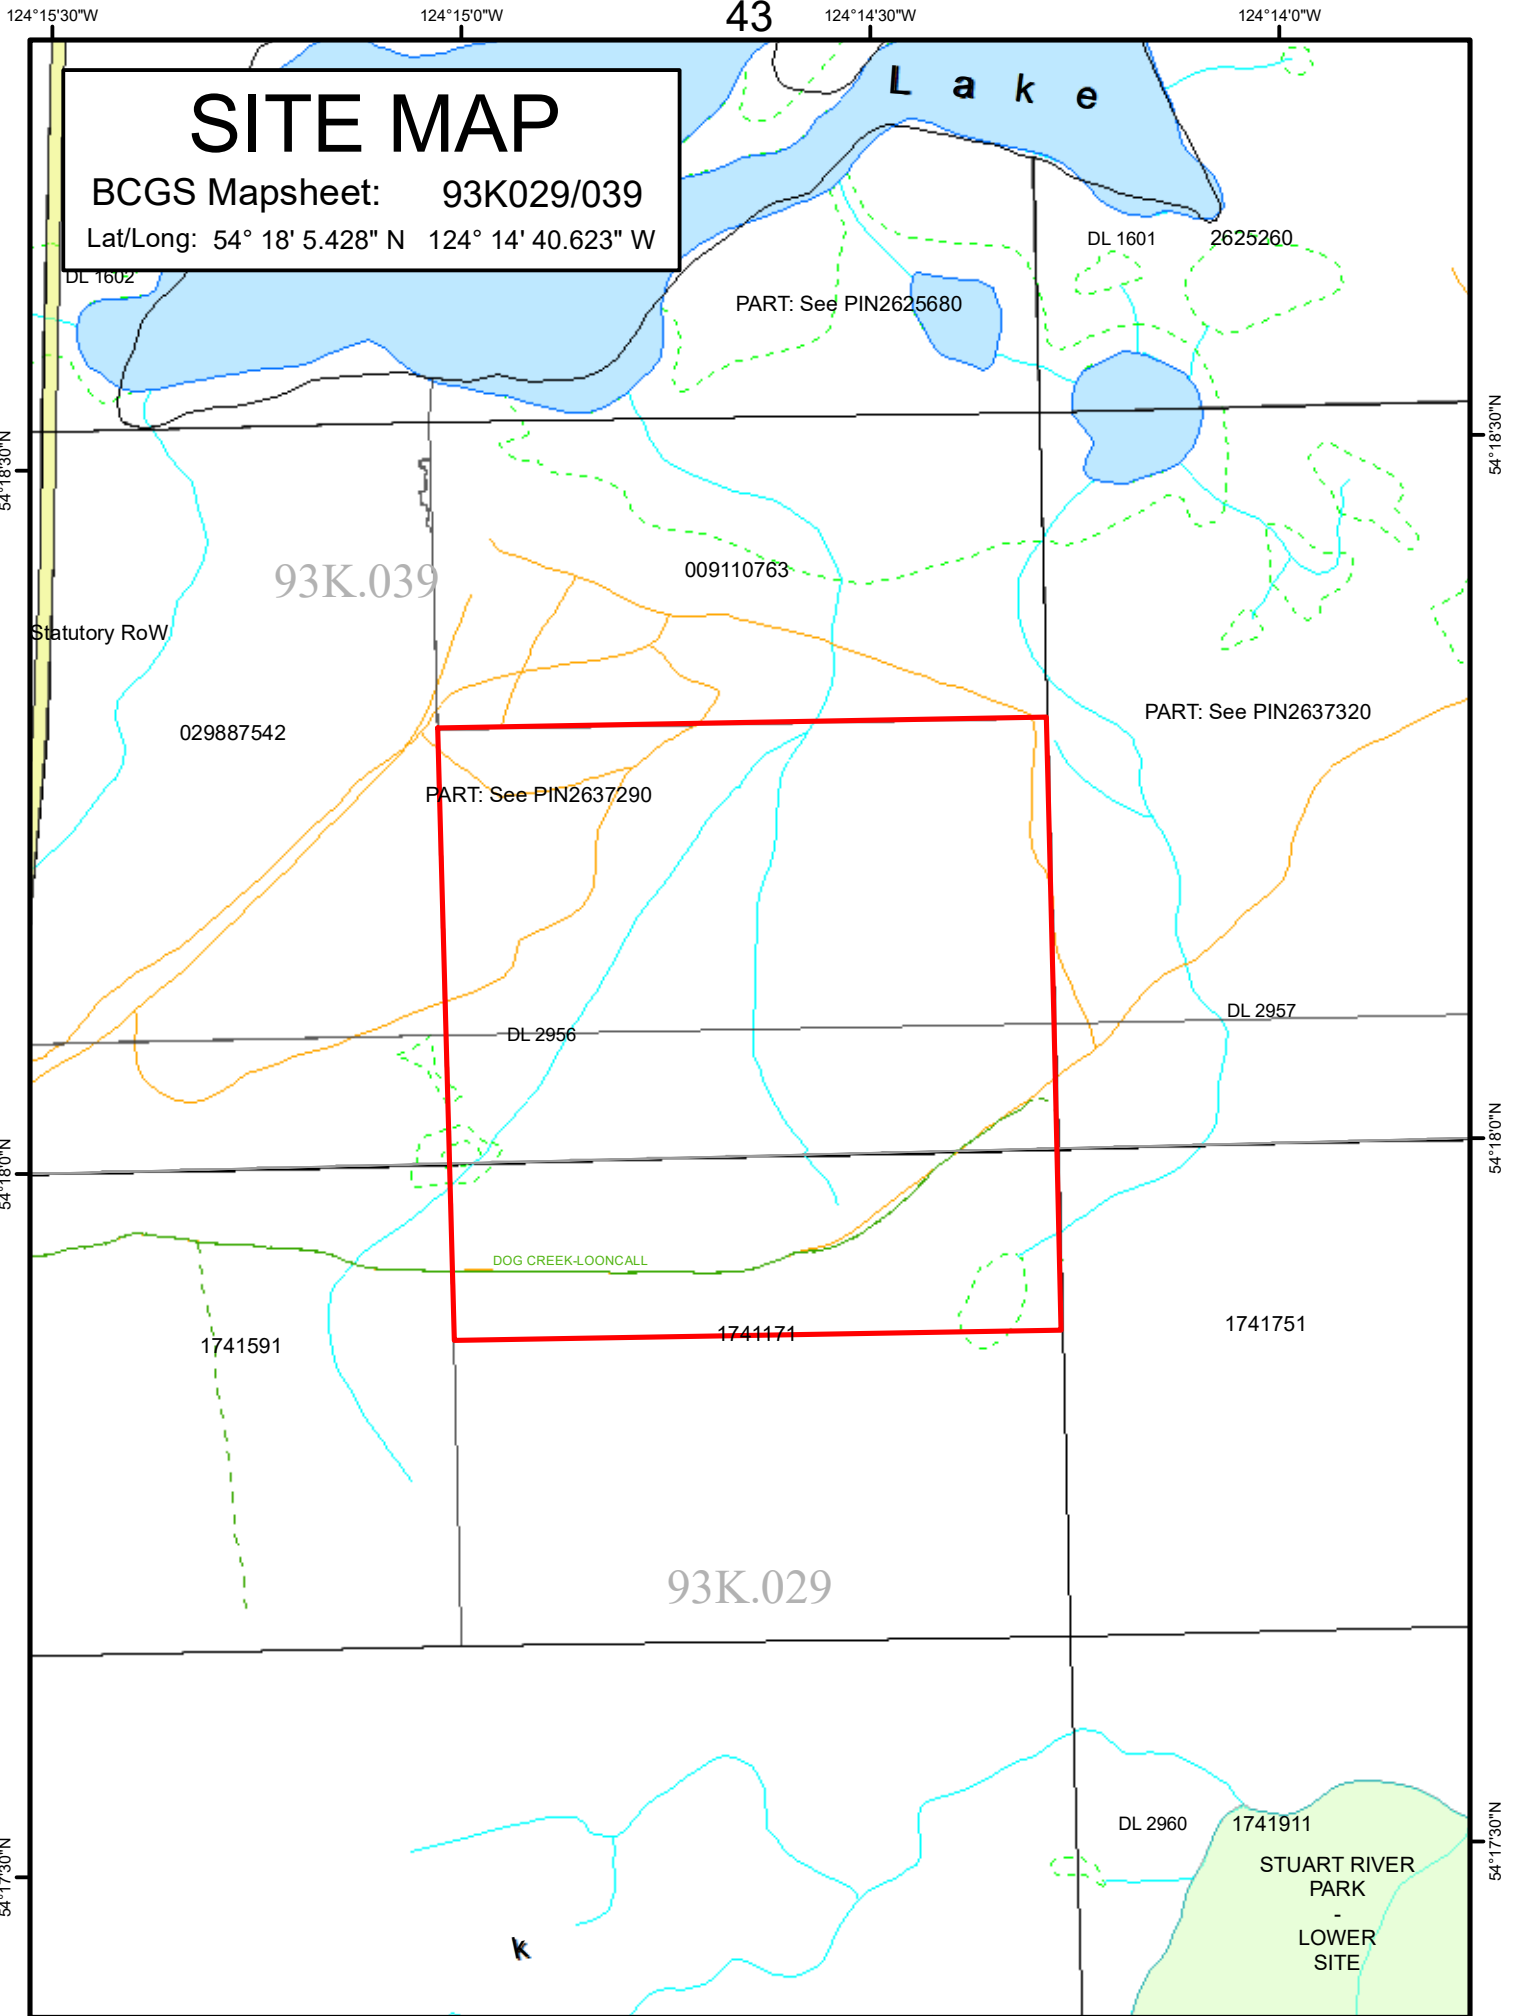 124°15'30"W
124°15'0"W
43
124°14'30"W
124°14'0"W
Lake
SITE MAP
BCGS Mapsheet: 93K029/039
Lat/Long: 54° 18' 5.428" N 124° 14' 40.623" W
DL 1602
DL 1601
2625260
PART: See PIN2625680
54°18'30"N
54°18'30"N
93K.039
009110763
Statutory RoW
029887542
PART: See PIN2637320
PART: See PIN2637290
DL 2956
DL 2957
54°18'0"N
54°18'0"N
DOG CREEK-LOONCALL
1741591
1741171
1741751
93K.029
DL 2960
1741911
54°17'30"N
54°17'30"N
STUART RIVER
PARK
-
LOWER
SITE
k